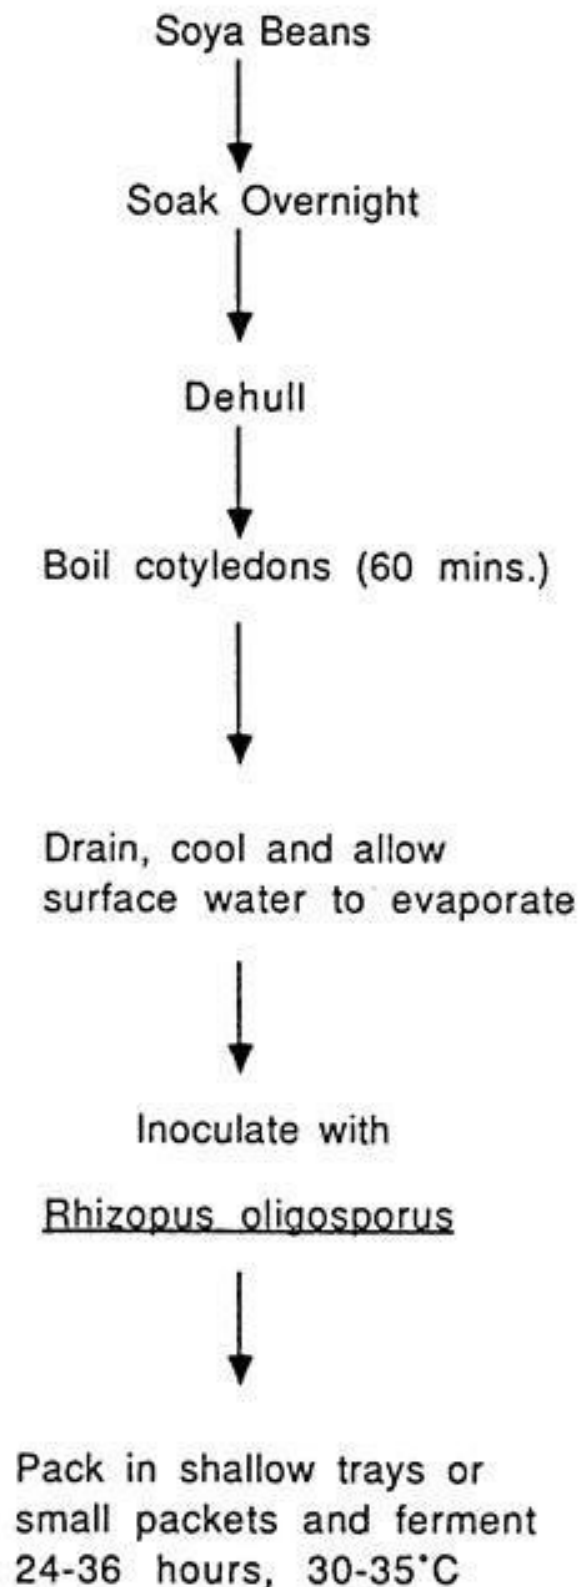 Soya Beans
Soak Overnight
Dehull
Boil cotyledons (60 mins.)
Drain, cool and allow
surface water to evaporate
Inoculate with
Rhizopus oligosporus
Pack in shallow trays or
small packets and ferment
24-36 hours, 30-35°C